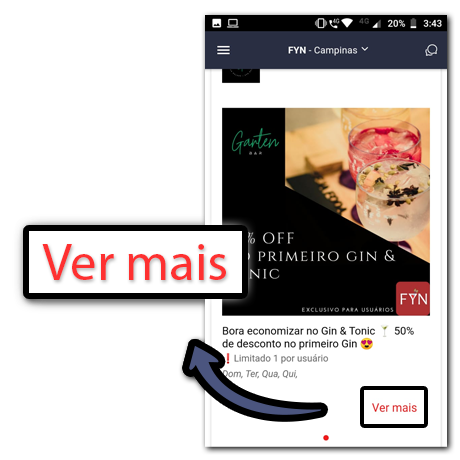 4G 4G 20% 3:43
FYN - Campinas
Garten
BAR
% OFF
PRIMEIRO GIN &
NIC
EXCLUSIVO PARA USUÁRIOS
FYN
Ver mais
Bora economizar no Gin & Tonic 🍸 50%
de desconto no primeiro Gin 😍
❗Limitado 1 por usuário
Dom, Ter, Qua, Qui,
Ver mais